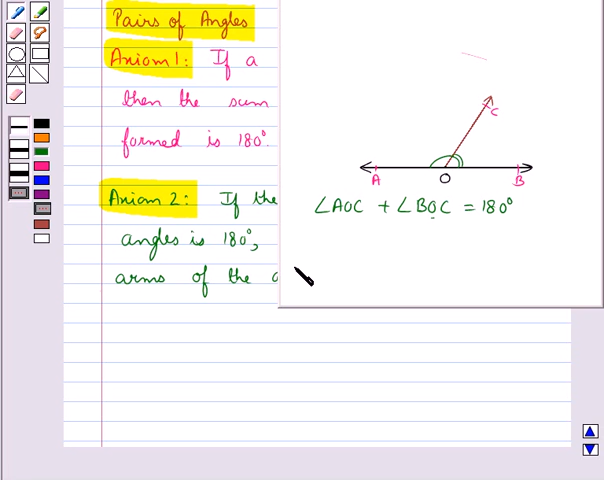 Pairs of Angles
Axiom 1: If a
then the sum
formed is 180°.
Axiom 2: If the
angles is 180°,
arms of the
C
A O B
∠AOC + ∠BOC = 180°